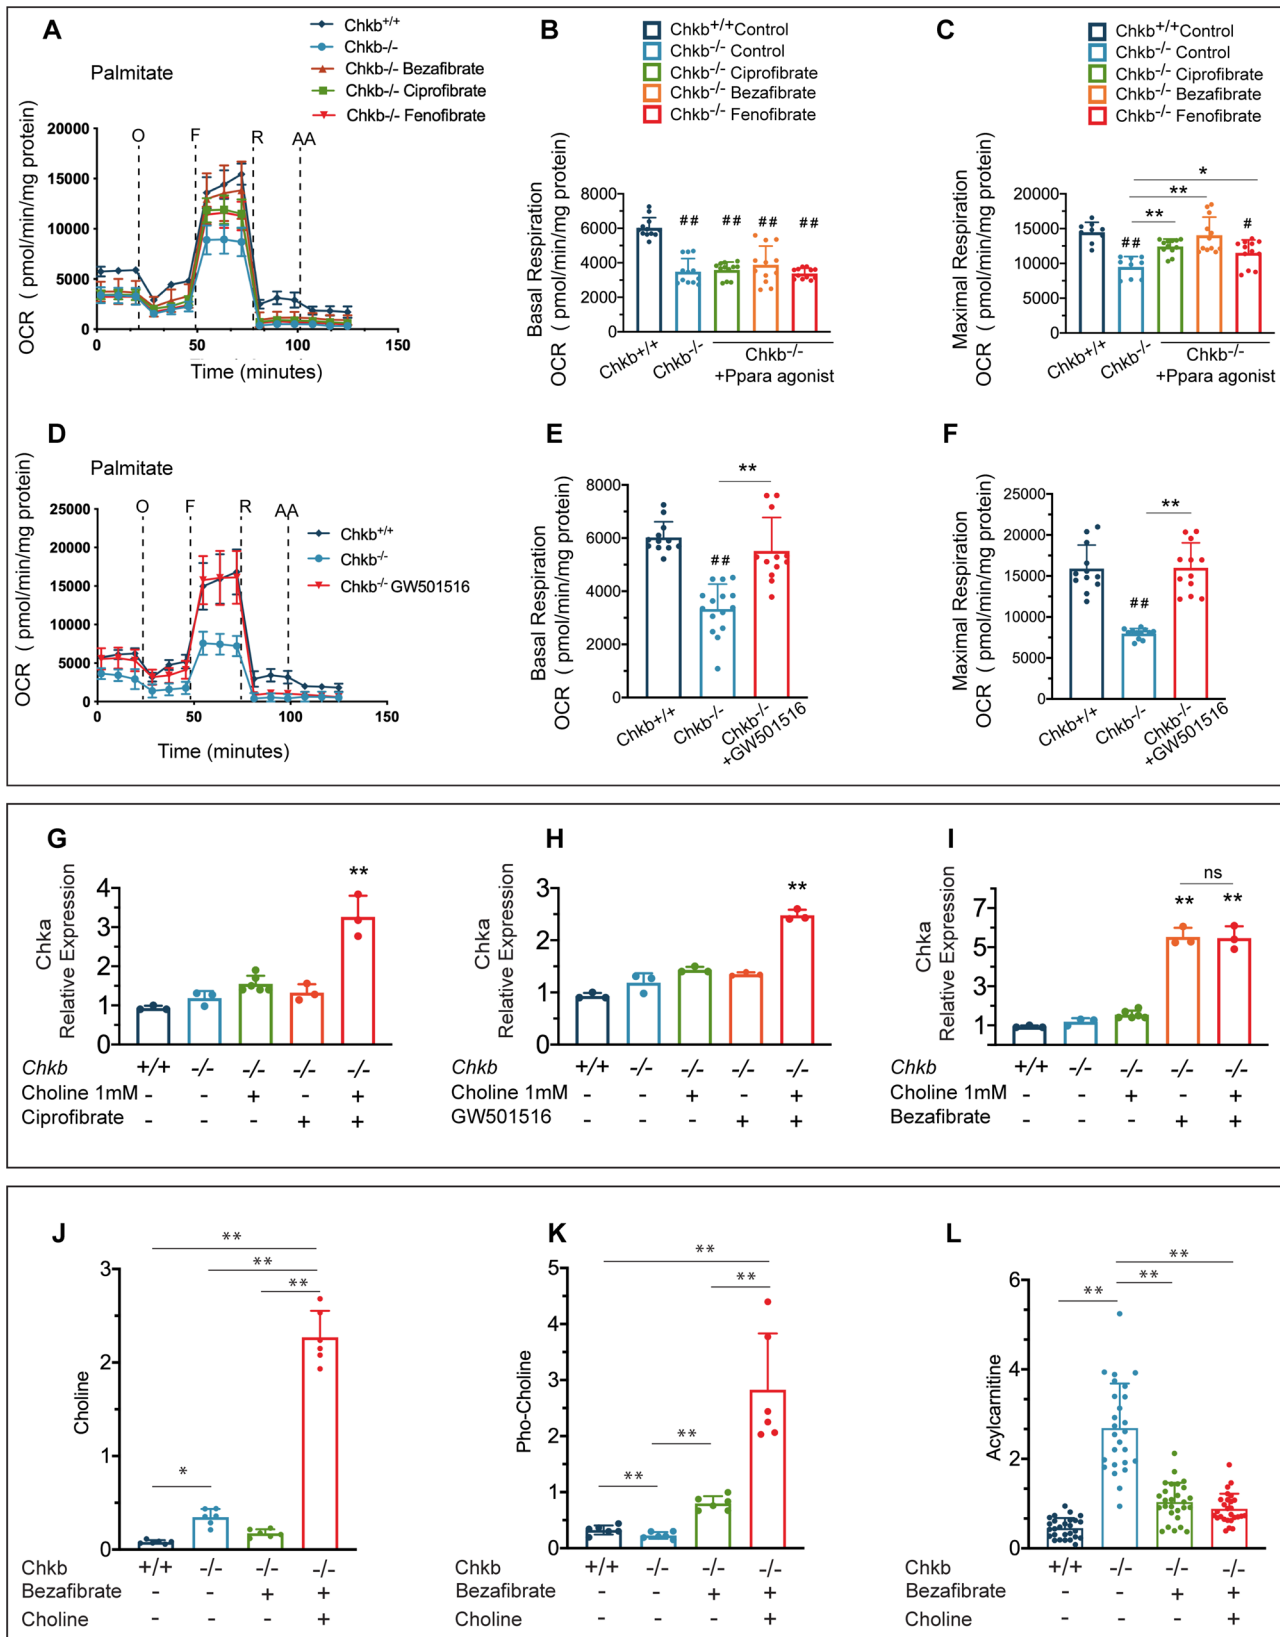 A
Chkb+/+
Chkb-/-
Chkb-/- Bezafibrate
Chkb-/- Ciprofibrate
Chkb-/- Fenofibrate
Palmitate
OCR ( pmol/min/mg protein)
20000
15000
10000
5000
0
O
F
R
AA
0
50
100
150
Time (minutes)
B
Chkb+/+Control
Chkb-/- Control
Chkb-/- Ciprofibrate
Chkb-/- Bezafibrate
Chkb-/- Fenofibrate
Basal Respiration
OCR ( pmol/min/mg protein)
8000
6000
4000
2000
0
## ## ## ##
Chkb+/+
Chkb-/-
Chkb-/-
+Ppara agonist
C
Chkb+/+Control
Chkb-/- Control
Chkb-/- Ciprofibrate
Chkb-/- Bezafibrate
Chkb-/- Fenofibrate
Maximal Respiration
OCR ( pmol/min/mg protein)
20000
15000
10000
5000
0
*
**
**
##
#
Chkb+/+
Chkb-/-
Chkb-/-
+Ppara agonist
D
Palmitate
OCR ( pmol/min/mg protein)
25000
20000
15000
10000
5000
0
O
F
R
AA
Chkb+/+
Chkb-/-
Chkb-/- GW501516
0
50
100
150
Time (minutes)
E
Basal Respiration
OCR ( pmol/min/mg protein)
8000
6000
4000
2000
0
**
##
Chkb+/+
Chkb-/-
Chkb-/-
+GW501516
F
Maximal Respiration
OCR ( pmol/min/mg protein)
25000
20000
15000
10000
5000
0
**
##
Chkb+/+
Chkb-/-
Chkb-/-
+GW501516
G
Chka
Relative Expression
4
3
2
1
0
**
Chkb +/+ -/- -/- -/- -/-
Choline 1mM - - + - +
Ciprofibrate - - - + +
H
Chka
Relative Expression
3
2
1
0
**
+/+ -/- -/- -/- -/-
Choline 1mM - - + - +
GW501516 - - - + +
I
Chka
Relative Expression
7
5
3
1
ns
** **
+/+ -/- -/- -/- -/-
Choline 1mM - - + - +
Bezafibrate - - - + +
J
Choline
3
2
1
0
**
**
**
*
Chkb +/+ -/- -/- -/-
Bezafibrate - - + +
Choline - - - +
K
Pho-Choline
5
4
3
2
1
0
**
**
**
**
Chkb +/+ -/- -/- -/-
Bezafibrate - - + +
Choline - - - +
L
Acylcarnitine
6
4
2
0
**
**
**
Chkb +/+ -/- -/- -/-
Bezafibrate - - + +
Choline - - - +